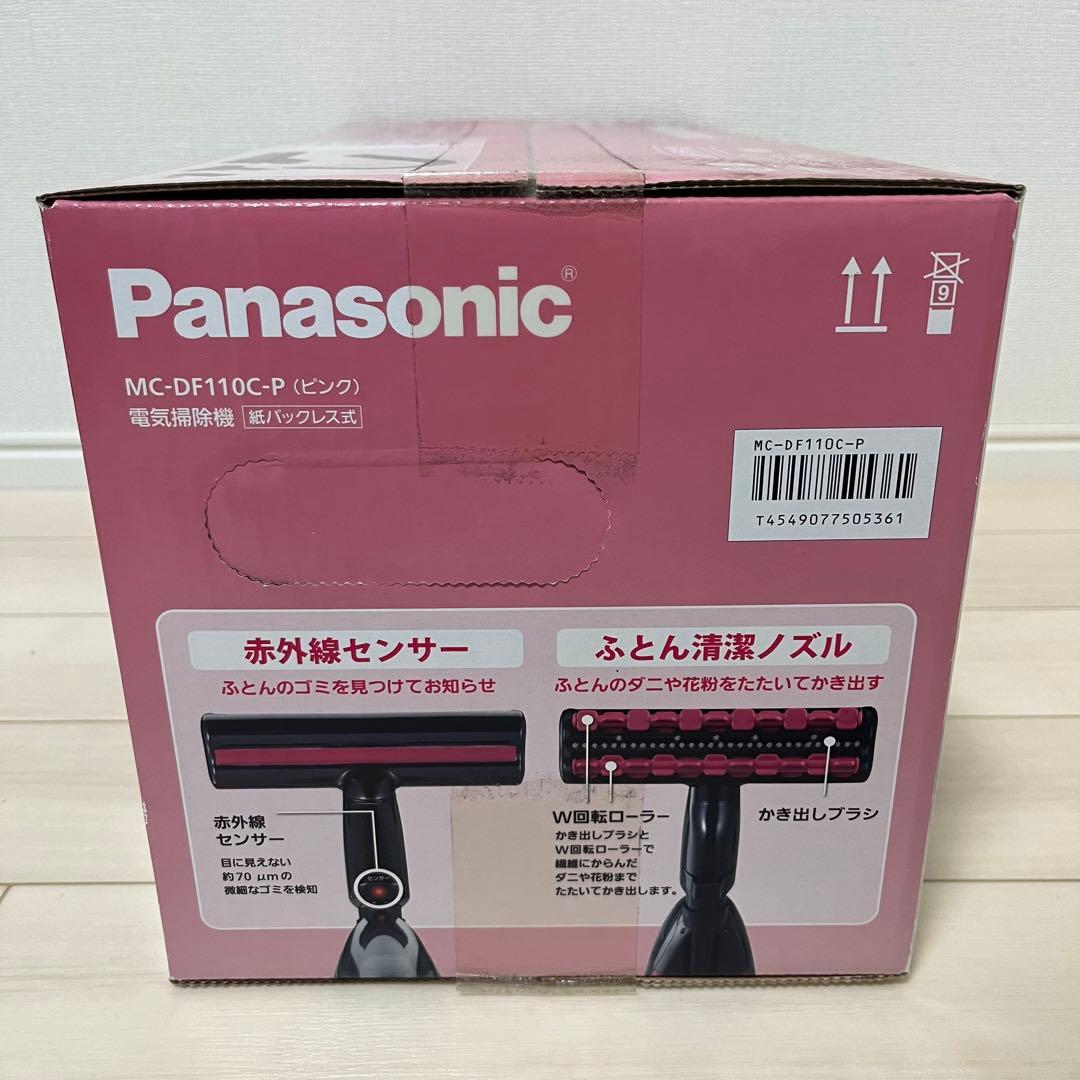 Panasonic®
MC-DF110C-P（ピンク）
電気掃除機 紙パックレス式
9
MC-DF110C-P
T4549077505361
赤外線センサー
ふとんのゴミを見つけてお知らせ
赤外線
センサー
目に見えない
約70 μmの
微細なゴミを検知
センサー
ふとん清潔ノズル
ふとんのダニや花粉をたたいてかき出す
W回転ローラー
かき出しブラシと
W回転ローラーで
繊維にからんだ
ダニや花粉まで
たたいてかき出します。
かき出しブラシ